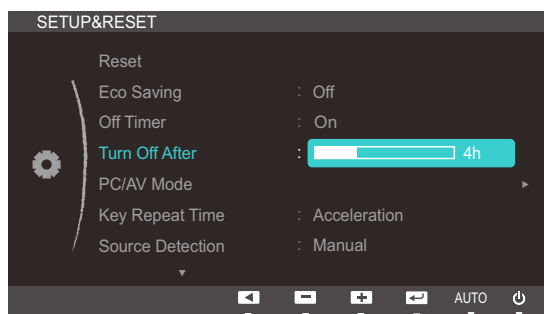 SETUP&RESET
Reset
Eco Saving : Off
Off Timer : On
Turn Off After : 4h
PC/AV Mode
Key Repeat Time : Acceleration
Source Detection : Manual
AUTO